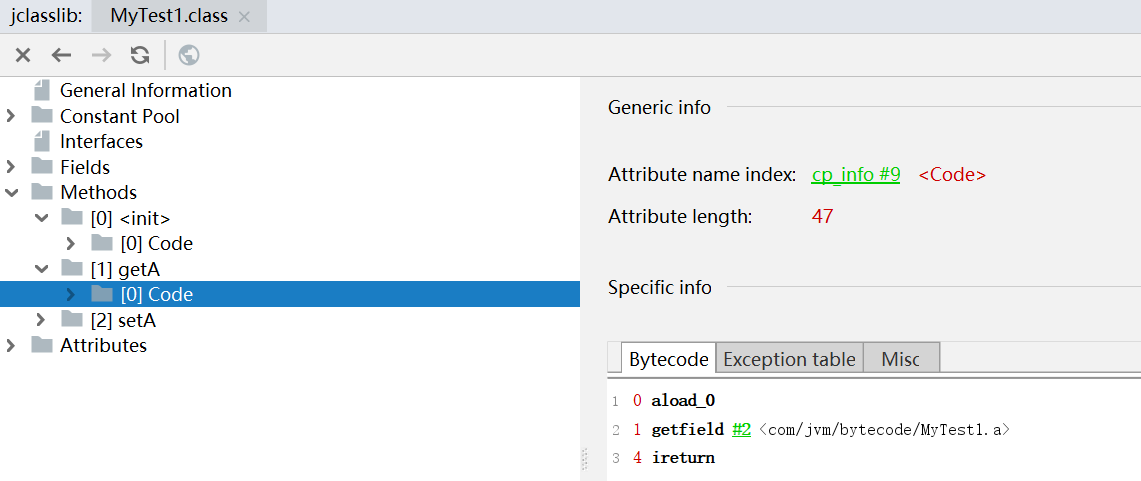 jclasslib: MyTest1.class
General Information
Constant Pool
Interfaces
Fields
Methods
[0] <init>
[0] Code
[1] getA
[0] Code
[2] setA
Attributes
Generic info
Attribute name index: cp_info #9 <Code>
Attribute length: 47
Specific info
Bytecode Exception table Misc
1 0 aload_0
2 1 getfield #2 <com/jvm/bytecode/MyTest1.a>
3 4 ireturn